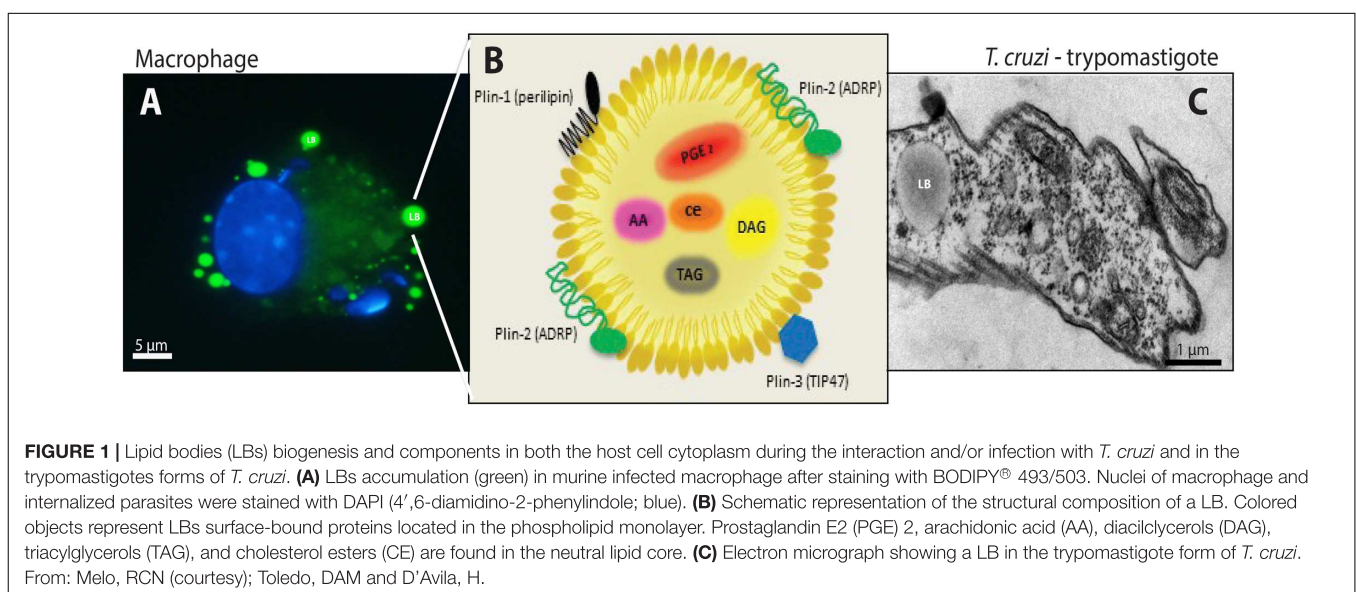 Macrophage
A
LB
LB
5 µm
B
Plin-1 (perilipin)
Plin-2 (ADRP)
PGE 2
AA
ce
DAG
TAG
Plin-2 (ADRP)
Plin-3 (TIP47)
T. cruzi - trypomastigote
C
LB
1 µm
FIGURE 1 | Lipid bodies (LBs) biogenesis and components in both the host cell cytoplasm during the interaction and/or infection with T. cruzi and in the
trypomastigotes forms of T. cruzi. (A) LBs accumulation (green) in murine infected macrophage after staining with BODIPY® 493/503. Nuclei of macrophage and
internalized parasites were stained with DAPI (4′,6-diamidino-2-phenylindole; blue). (B) Schematic representation of the structural composition of a LB. Colored
objects represent LBs surface-bound proteins located in the phospholipid monolayer. Prostaglandin E2 (PGE) 2, arachidonic acid (AA), diacilclycerols (DAG),
triacylglycerols (TAG), and cholesterol esters (CE) are found in the neutral lipid core. (C) Electron micrograph showing a LB in the trypomastigote form of T. cruzi.
From: Melo, RCN (courtesy); Toledo, DAM and D’Avila, H.